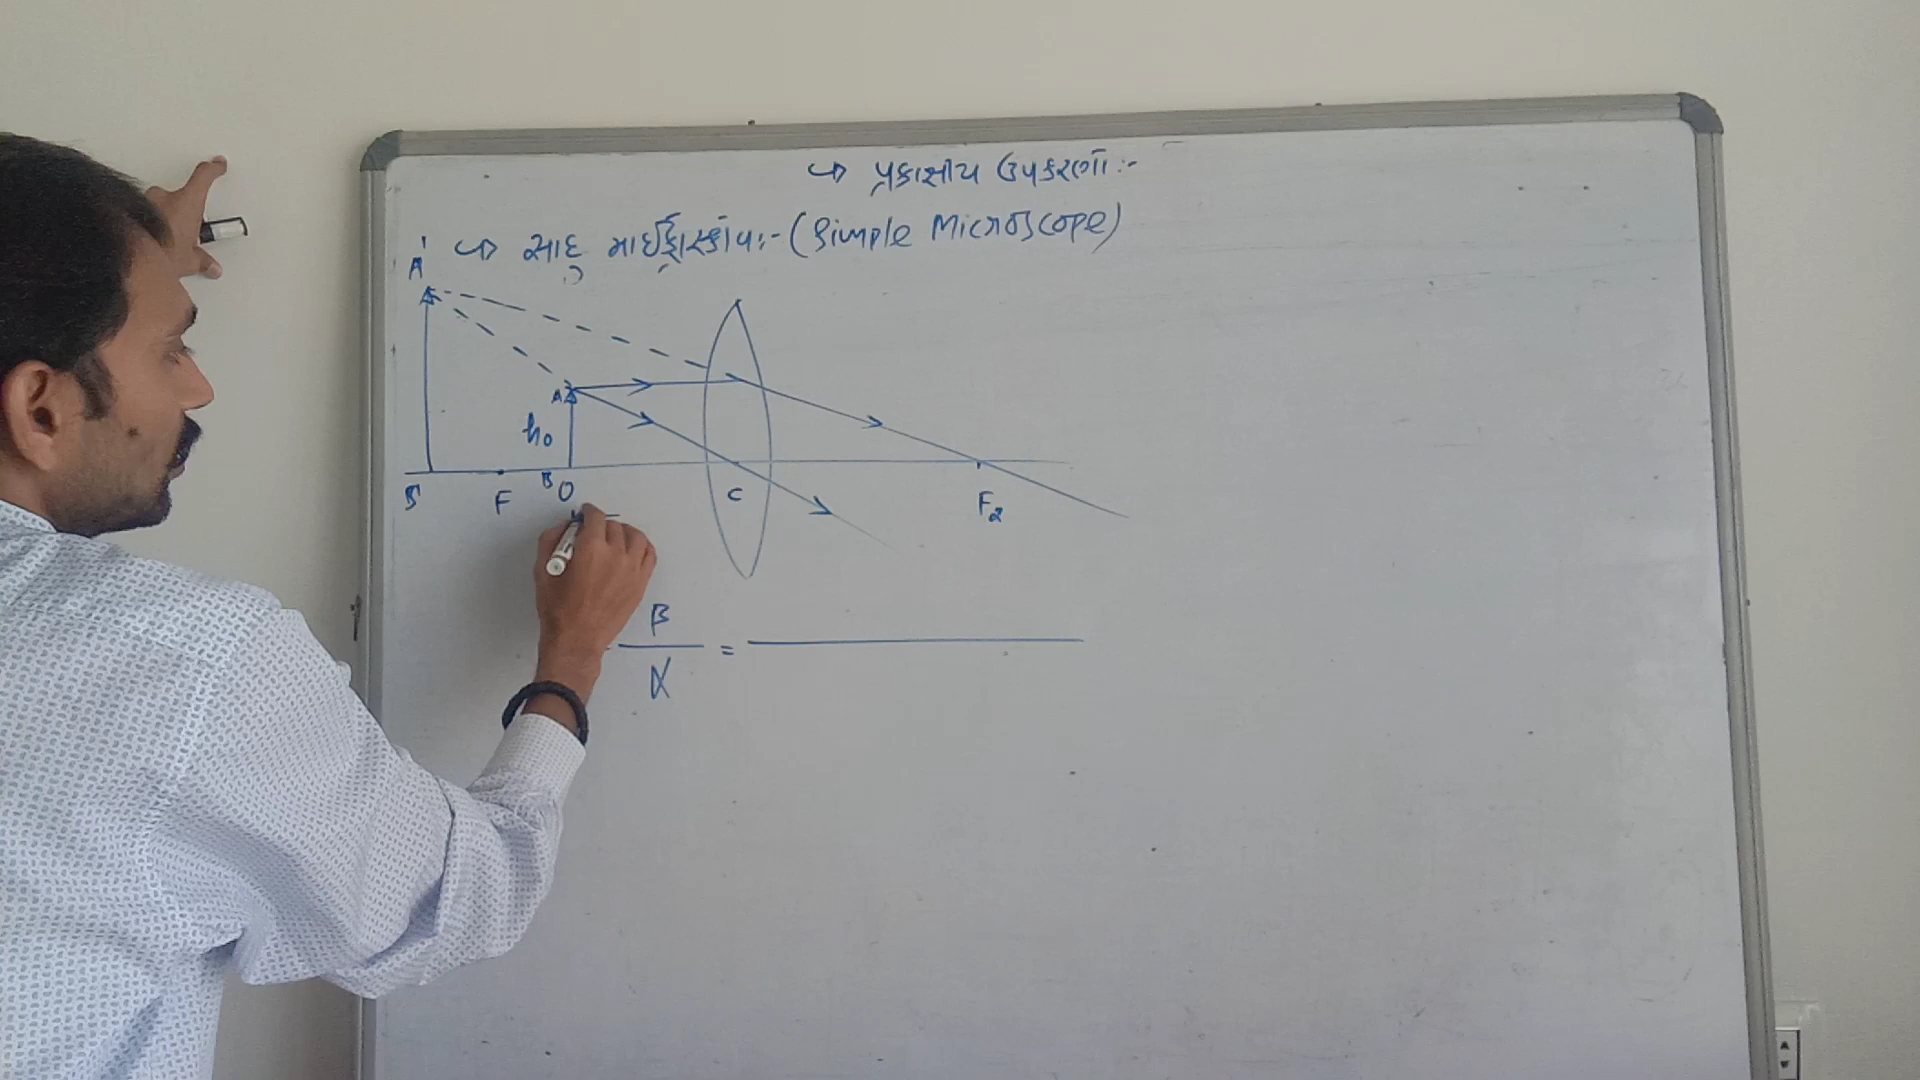 ↪ પ્રકાશીય ઉપકરણો :-
↪ સાદુ માઈક્રોસ્કોપ :- (Simple Microscope)
A'
A
h₀
B' F B O C F₂
β
=
α